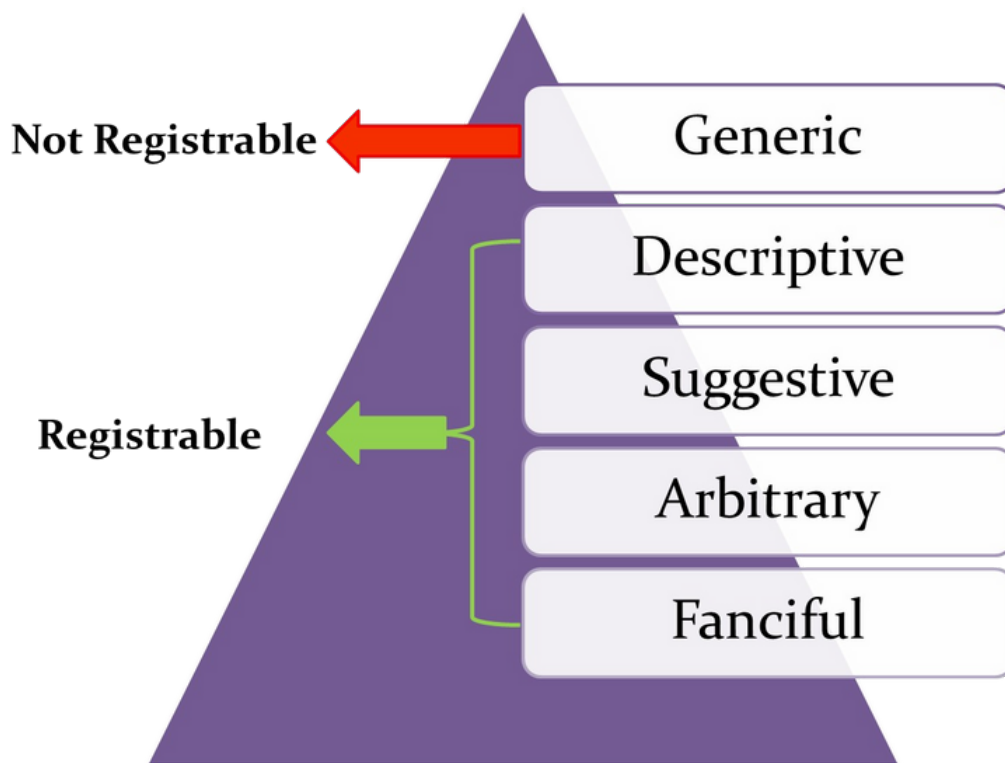 Not Registrable
Generic
Descriptive
Suggestive
Registrable
Arbitrary
Fanciful